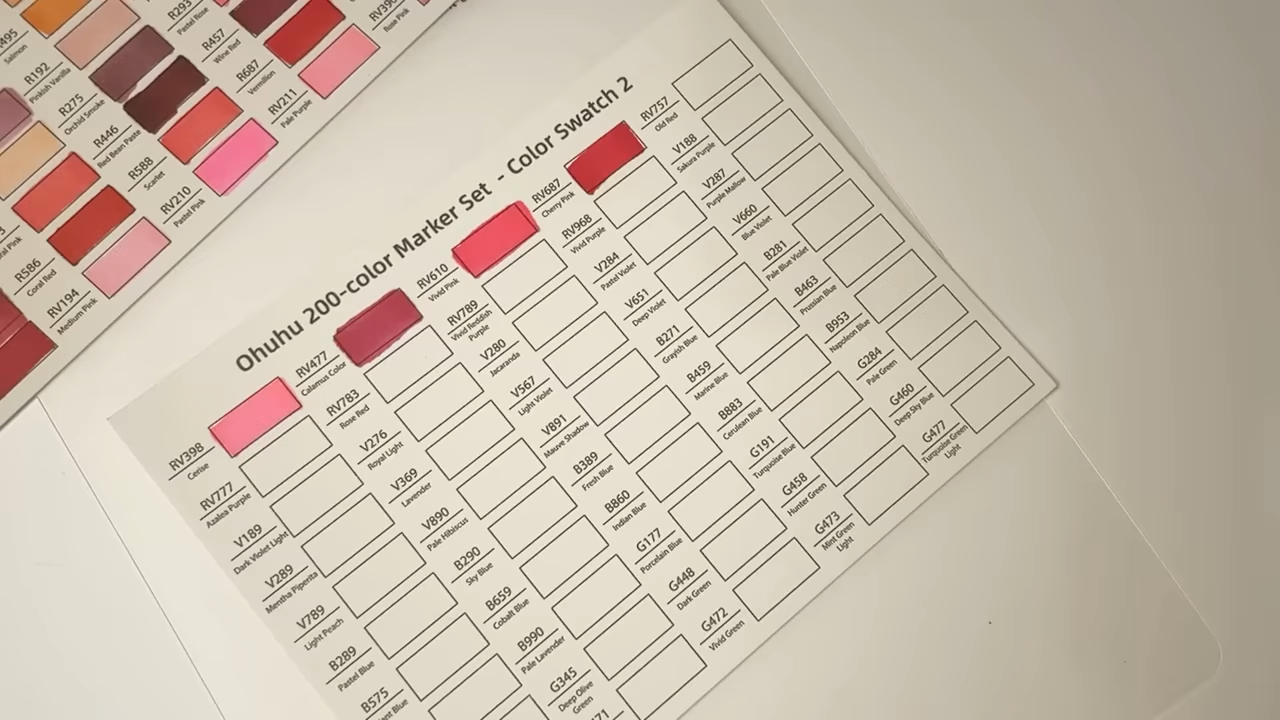 R293
Pastel Rose
Salmon
R192
Pinkish Vanilla
R457
Wine Red
R275
Orchid Smoke
R687
Vermilion
R446
Red Bean Paste
RV211
Pale Purple
R588
Scarlet
RV210
Pastel Pink
R586
Coral Red
RV194
Medium Pink
Ohuhu 200-color Marker Set - Color Swatch 2
RV398
Cerise
RV477
Calamus Color
RV610
Vivid Pink
RV687
Cherry Pink
RV757
Old Red
RV777
Azalea Purple
RV783
Rose Red
RV789
Vivid Reddish
Purple
RV968
Vivid Purple
V188
Sakura Purple
V189
Dark Violet Light
V276
Royal Light
V280
Jacaranda
V284
Pastel Violet
V287
Purple Mallow
V289
Mentha Piperita
V369
Lavender
V567
Light Violet
V651
Deep Violet
V660
Blue Violet
V789
Light Peach
V890
Pale Hibiscus
V891
Mauve Shadow
B271
Grayish Blue
B281
Pale Blue Violet
B289
Pastel Blue
B290
Sky Blue
B389
Fresh Blue
B459
Marine Blue
B463
Prussian Blue
B575
B659
Cobalt Blue
B860
Indian Blue
B883
Cerulean Blue
B953
Napoleon Blue
B990
Pale Lavender
G177
Porcelain Blue
G191
Turquoise Blue
G284
Pale Green
G345
Deep Olive
Green
G448
Dark Green
G458
Hunter Green
G460
Deep Sky Blue
G472
Vivid Green
G473
Mint Green
Light
G477
Turquoise Green
Light